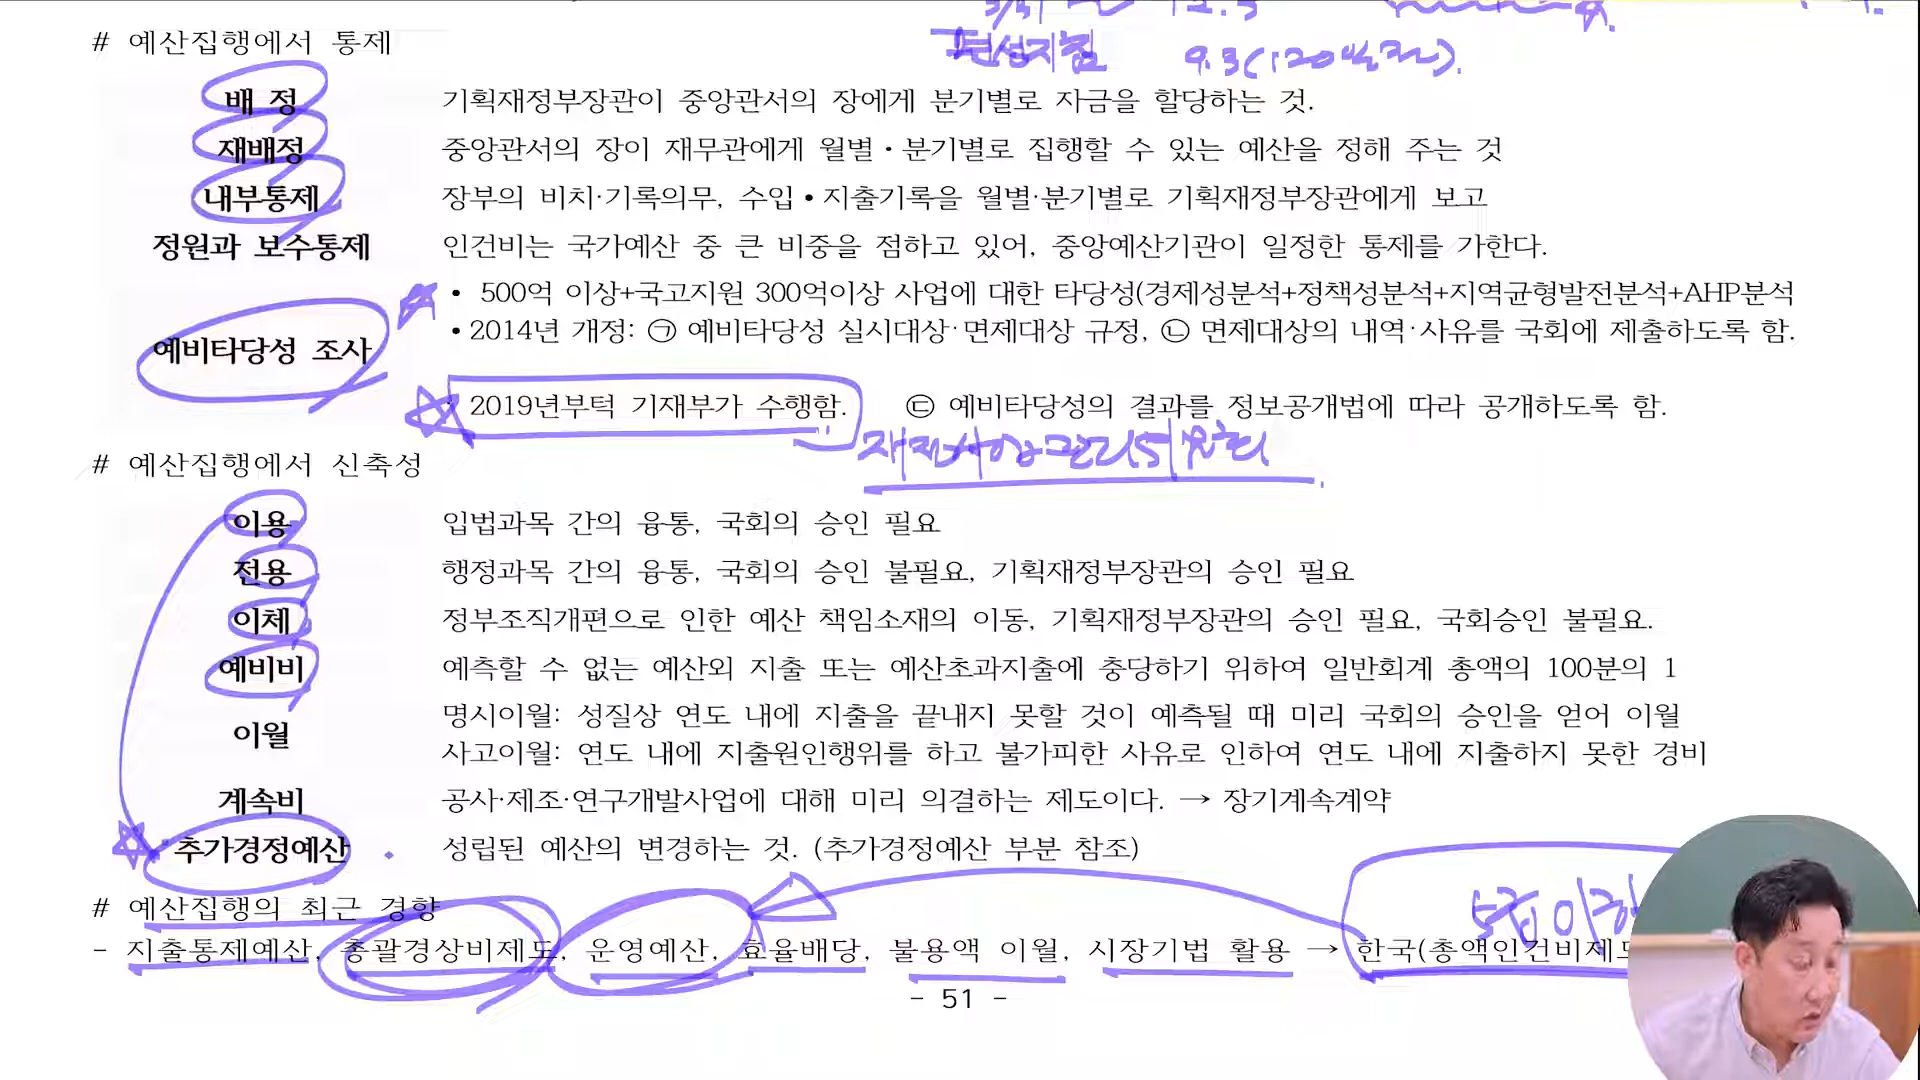 # 예산집행에서 통제
편성지침 9.3(120일전).
배 정 기획재정부장관이 중앙관서의 장에게 분기별로 자금을 할당하는 것.
재배정 중앙관서의 장이 재무관에게 월별·분기별로 집행할 수 있는 예산을 정해 주는 것
내부통제 장부의 비치·기록의무, 수입·지출기록을 월별·분기별로 기획재정부장관에게 보고
정원과 보수통제 인건비는 국가예산 중 큰 비중을 점하고 있어, 중앙예산기관이 일정한 통제를 가한다.
• 500억 이상+국고지원 300억이상 사업에 대한 타당성(경제성분석+정책성분석+지역균형발전분석+AHP분석
• 2014년 개정: ㉠ 예비타당성 실시대상·면제대상 규정, ㉡ 면제대상의 내역·사유를 국회에 제출하도록 함.
예비타당성 조사
2019년부턱 기재부가 수행함. ㉢ 예비타당성의 결과를 정보공개법에 따라 공개하도록 함.
# 예산집행에서 신축성
이용 입법과목 간의 융통, 국회의 승인 필요
전용 행정과목 간의 융통, 국회의 승인 불필요, 기획재정부장관의 승인 필요
이체 정부조직개편으로 인한 예산 책임소재의 이동, 기획재정부장관의 승인 필요, 국회승인 불필요.
예비비 예측할 수 없는 예산외 지출 또는 예산초과지출에 충당하기 위하여 일반회계 총액의 100분의 1
명시이월: 성질상 연도 내에 지출을 끝내지 못할 것이 예측될 때 미리 국회의 승인을 얻어 이월
이월
사고이월: 연도 내에 지출원인행위를 하고 불가피한 사유로 인하여 연도 내에 지출하지 못한 경비
계속비 공사·제조·연구개발사업에 대해 미리 의결하는 제도이다. → 장기계속계약
추가경정예산 성립된 예산의 변경하는 것. (추가경정예산 부분 참조)
# 예산집행의 최근 경향
5급이하
- 지출통제예산, 총괄경상비제도, 운영예산, 효율배당, 불용액 이월, 시장기법 활용 → 한국(총액인건비제도
- 51 -